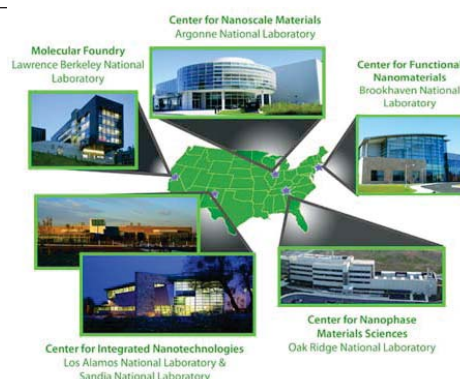 Center for Nanoscale Materials
Argonne National Laboratory
Molecular Foundry
Lawrence Berkeley National
Laboratory
Center for Functional
Nanomaterials
Brookhaven National
Laboratory
Center for Nanophase
Materials Sciences
Oak Ridge National Laboratory
Center for Integrated Nanotechnologies
Los Alamos National Laboratory &
Sandia National Laboratory